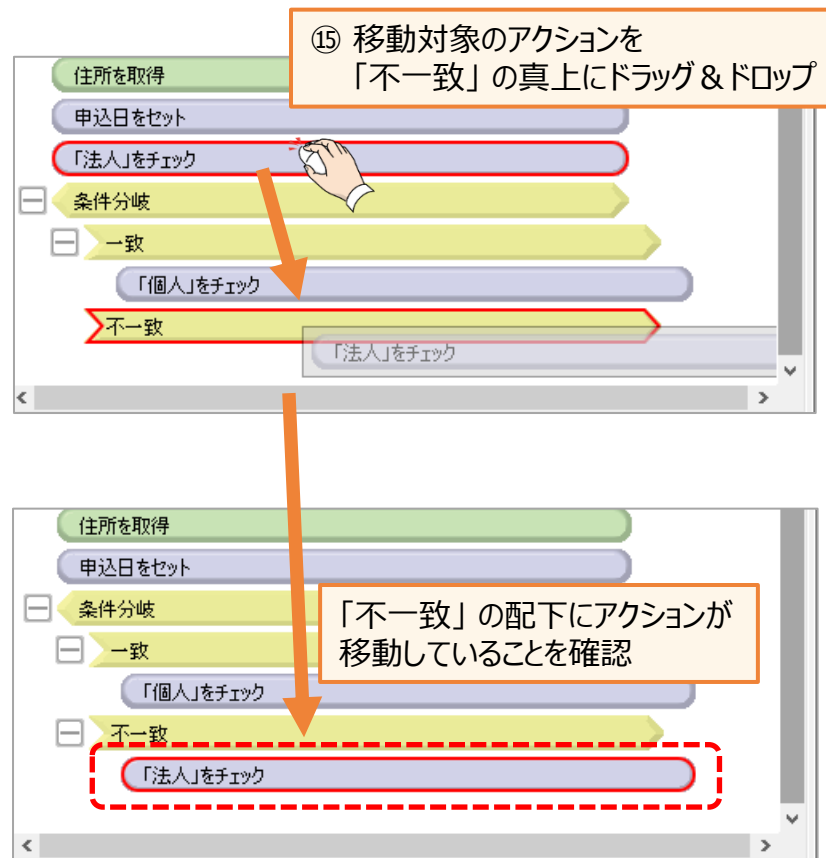 ⑮ 移動対象のアクションを
「不一致」の真上にドラッグ&ドロップ
住所を取得
申込日をセット
「法人」をチェック
条件分岐
一致
「個人」をチェック
不一致
「法人」をチェック
住所を取得
申込日をセット
条件分岐
「不一致」の配下にアクションが
移動していることを確認
一致
「個人」をチェック
不一致
「法人」をチェック